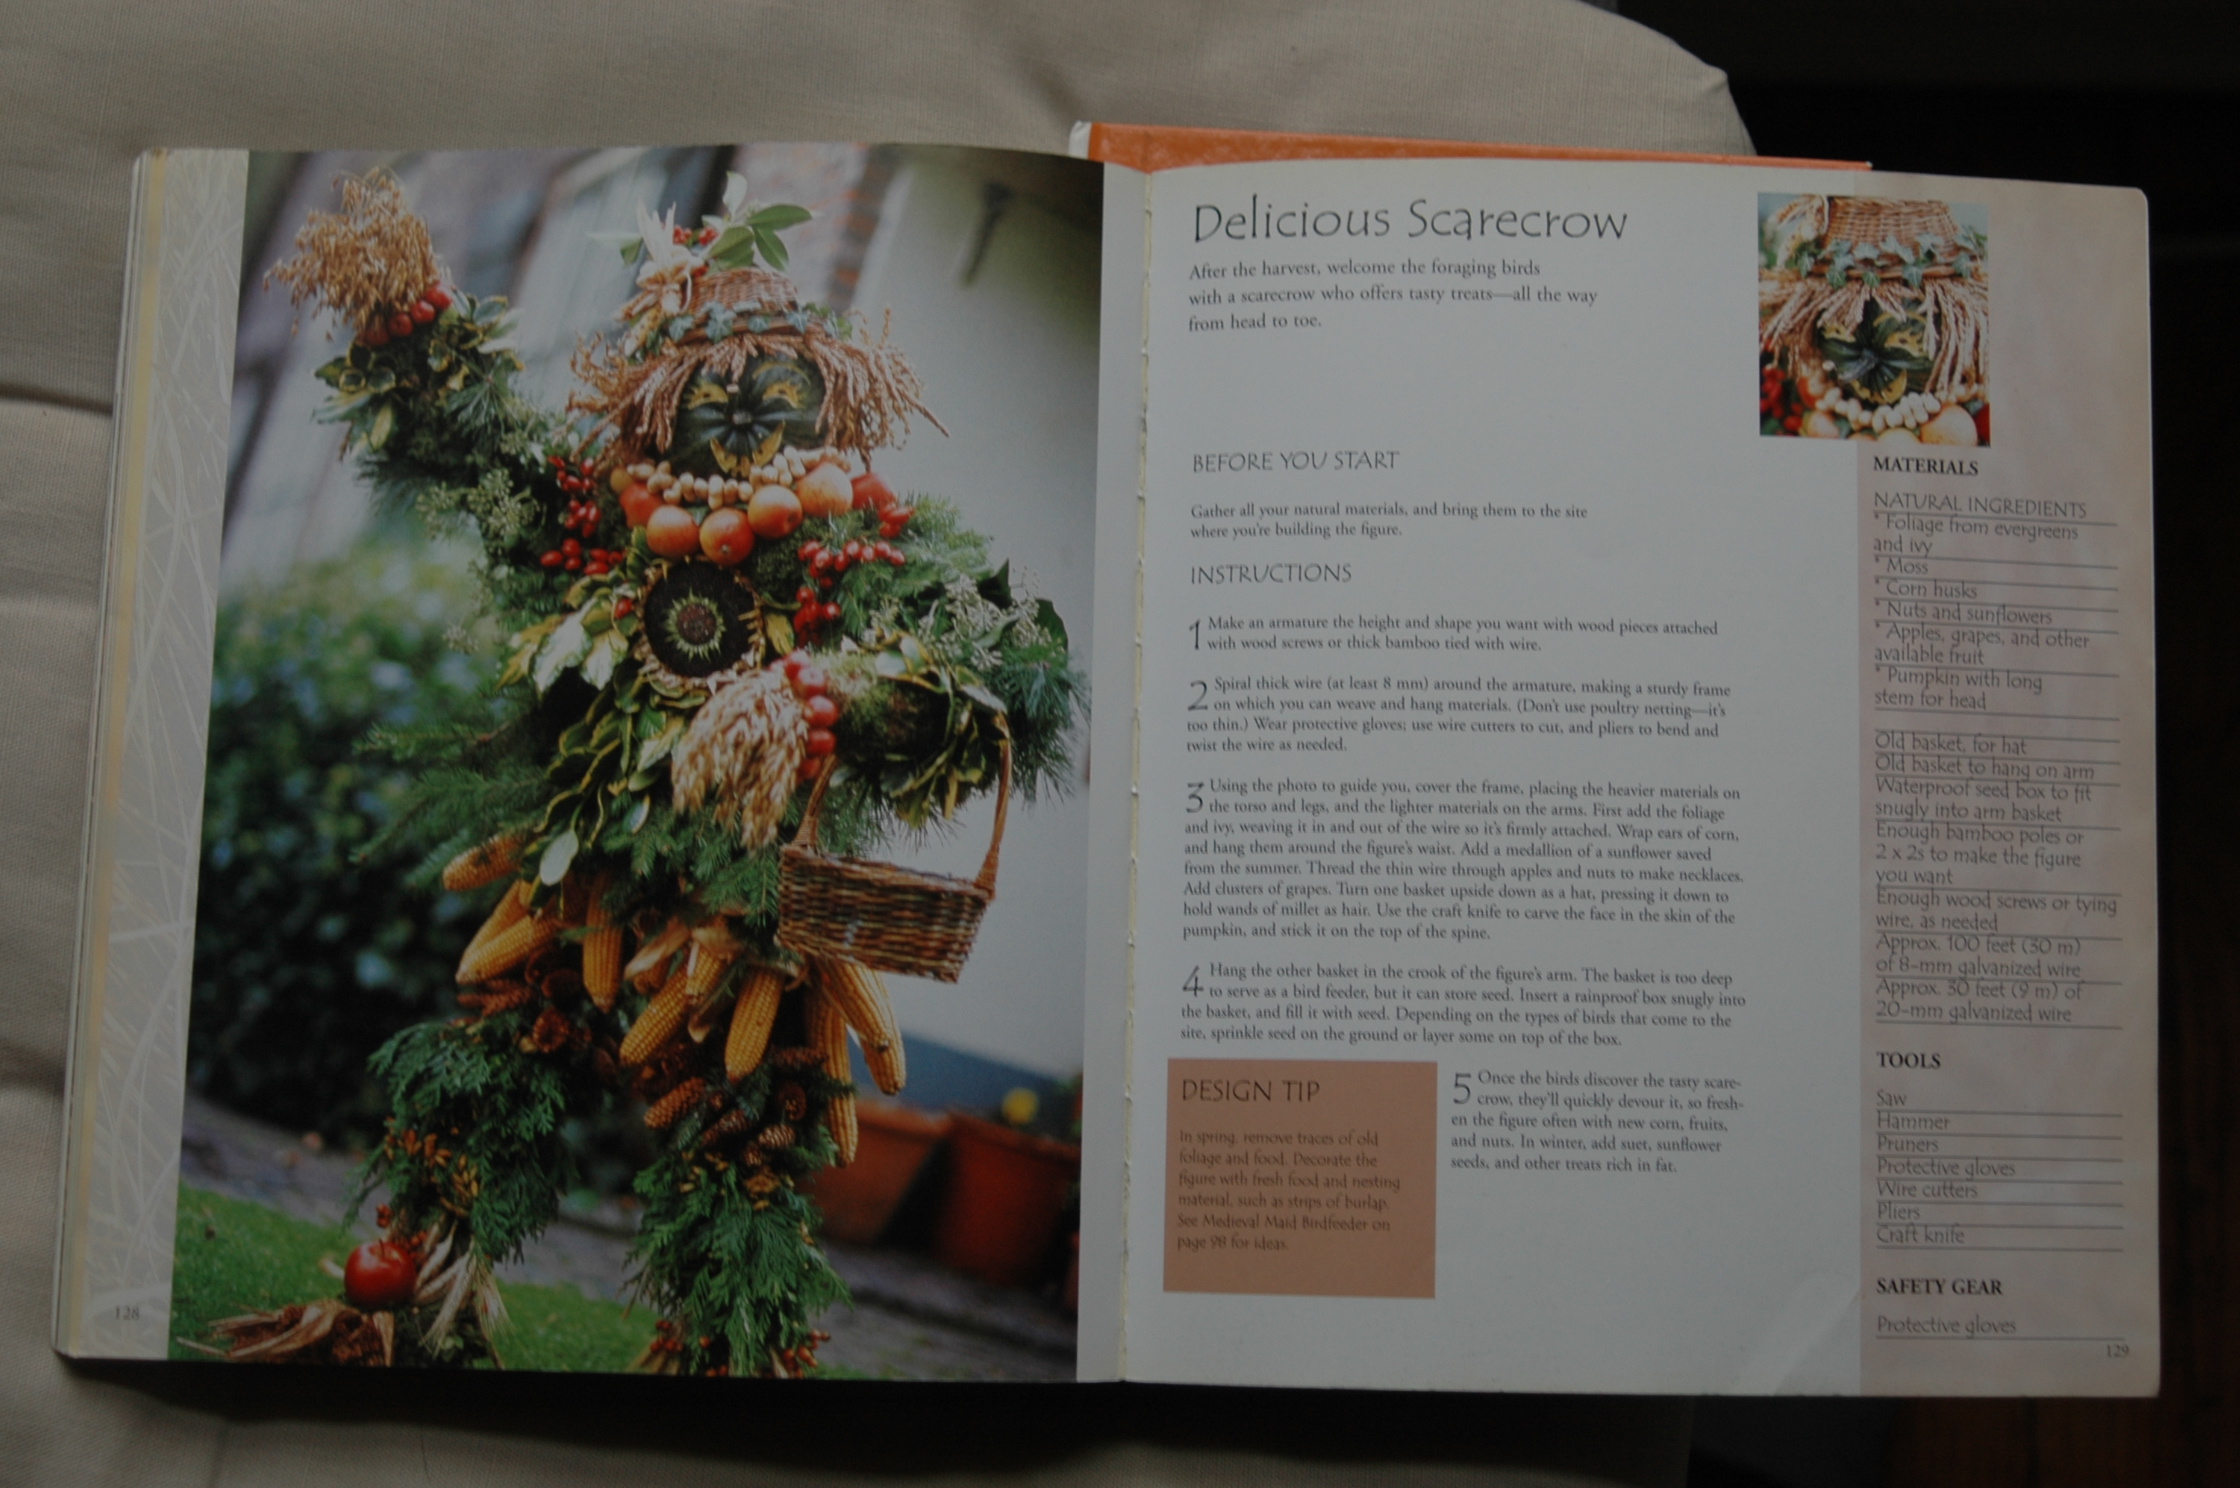 Delicious Scarecrow
After the harvest, welcome the foraging birds
with a scarecrow who offers tasty treats—all the way
from head to toe.
BEFORE YOU START
Gather all your natural materials, and bring them to the site
where you're building the figure.
INSTRUCTIONS
1 Make an armature the height and shape you want with wood pieces attached
with wood screws or thick bamboo tied with wire.
2 Spiral thick wire (at least 8 mm) around the armature, making a sturdy frame
on which you can weave and hang materials. (Don't use poultry netting—it's
too thin.) Wear protective gloves; use wire cutters to cut, and pliers to bend and
twist the wire as needed.
3 Using the photo to guide you, cover the frame, placing the heavier materials on
the torso and legs, and the lighter materials on the arms. First add the foliage
and ivy, weaving it in and out of the wire so it's firmly attached. Wrap ears of corn,
and hang them around the figure's waist. Add a medallion of a sunflower saved
from the summer. Thread the thin wire through apples and nuts to make necklaces.
Add clusters of grapes. Turn one basket upside down as a hat, pressing it down to
hold wands of millet as hair. Use the craft knife to carve the face in the skin of the
pumpkin, and stick it on the top of the spine.
4 Hang the other basket in the crook of the figure's arm. The basket is too deep
to serve as a bird feeder, but it can store seed. Insert a rainproof box snugly into
the basket, and fill it with seed. Depending on the types of birds that come to the
site, sprinkle seed on the ground or layer some on top of the box.
DESIGN TIP
In spring, remove traces of old
foliage and food. Decorate the
figure with fresh food and nesting
material, such as strips of burlap.
See Medieval Maid Birdfeeder on
page 98 for ideas.
5 Once the birds discover the tasty scare-
crow, they'll quickly devour it, so fresh-
en the figure often with new corn, fruits,
and nuts. In winter, add suet, sunflower
seeds, and other treats rich in fat.
MATERIALS
NATURAL INGREDIENTS
* Foliage from evergreens
and ivy
* Moss
* Corn husks
* Nuts and sunflowers
* Apples, grapes, and other
available fruit
* Pumpkin with long
stem for head
Old basket, for hat
Old basket to hang on arm
Waterproof seed box to fit
snugly into arm basket
Enough bamboo poles or
2 x 2s to make the figure
you want
Enough wood screws or tying
wire, as needed
Approx. 100 feet (30 m)
of 8-mm galvanized wire
Approx. 30 feet (9 m) of
20-mm galvanized wire
TOOLS
Saw
Hammer
Pruners
Protective gloves
Wire cutters
Pliers
Craft knife
SAFETY GEAR
Protective gloves
128
129